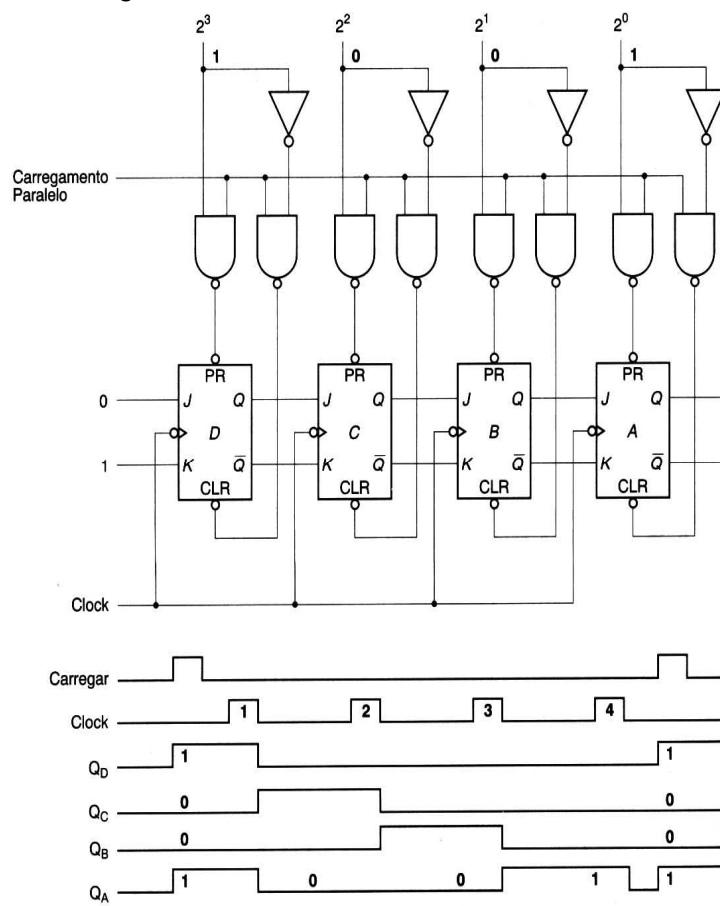 2³ 2² 2¹ 2⁰
1 0 0 1
Carregamento
Paralelo
PR PR PR PR
0 J Q J Q J Q J Q
D C B A
1 K Q̅ K Q̅ K Q̅ K Q̅
CLR CLR CLR CLR
Clock
Carregar
Clock 1 2 3 4
Q_D 1 1
Q_C 0 0
Q_B 0 0
Q_A 1 0 0 1 1